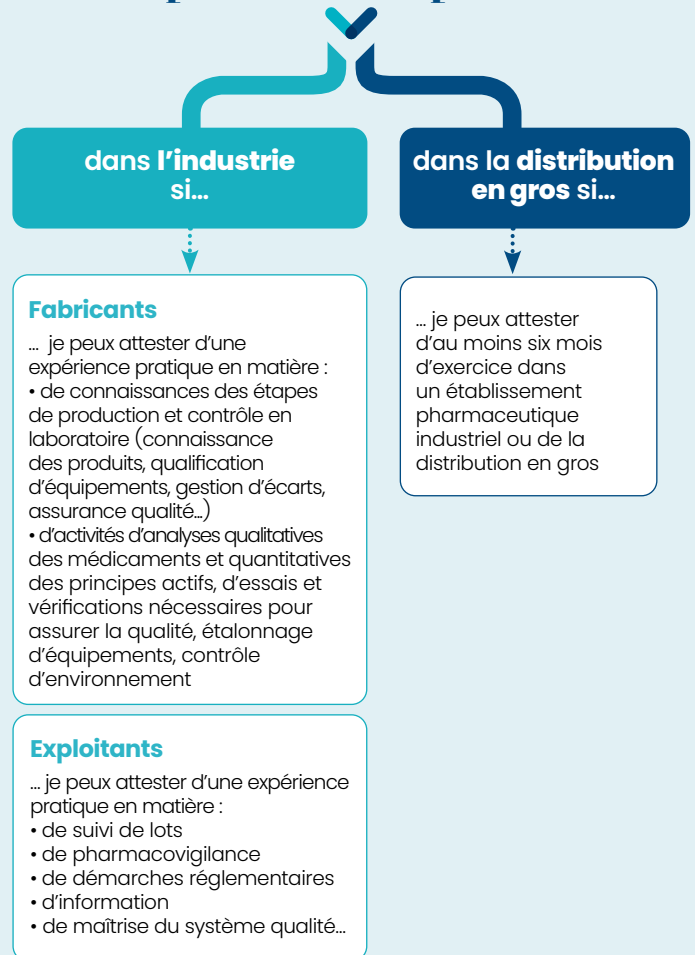 dans l’industrie
si...
Fabricants
... je peux attester d’une
expérience pratique en matière :
• de connaissances des étapes
de production et contrôle en
laboratoire (connaissance
des produits, qualification
d’équipements, gestion d’écarts,
assurance qualité...)
• d’activités d’analyses qualitatives
des médicaments et quantitatives
des principes actifs, d’essais et
vérifications nécessaires pour
assurer la qualité, étalonnage
d’équipements, contrôle
d’environnement
Exploitants
... je peux attester d’une expérience
pratique en matière :
• de suivi de lots
• de pharmacovigilance
• de démarches réglementaires
• d’information
• de maîtrise du système qualité...
dans la distribution
en gros si...
... je peux attester
d’au moins six mois
d’exercice dans
un établissement
pharmaceutique
industriel ou de la
distribution en gros